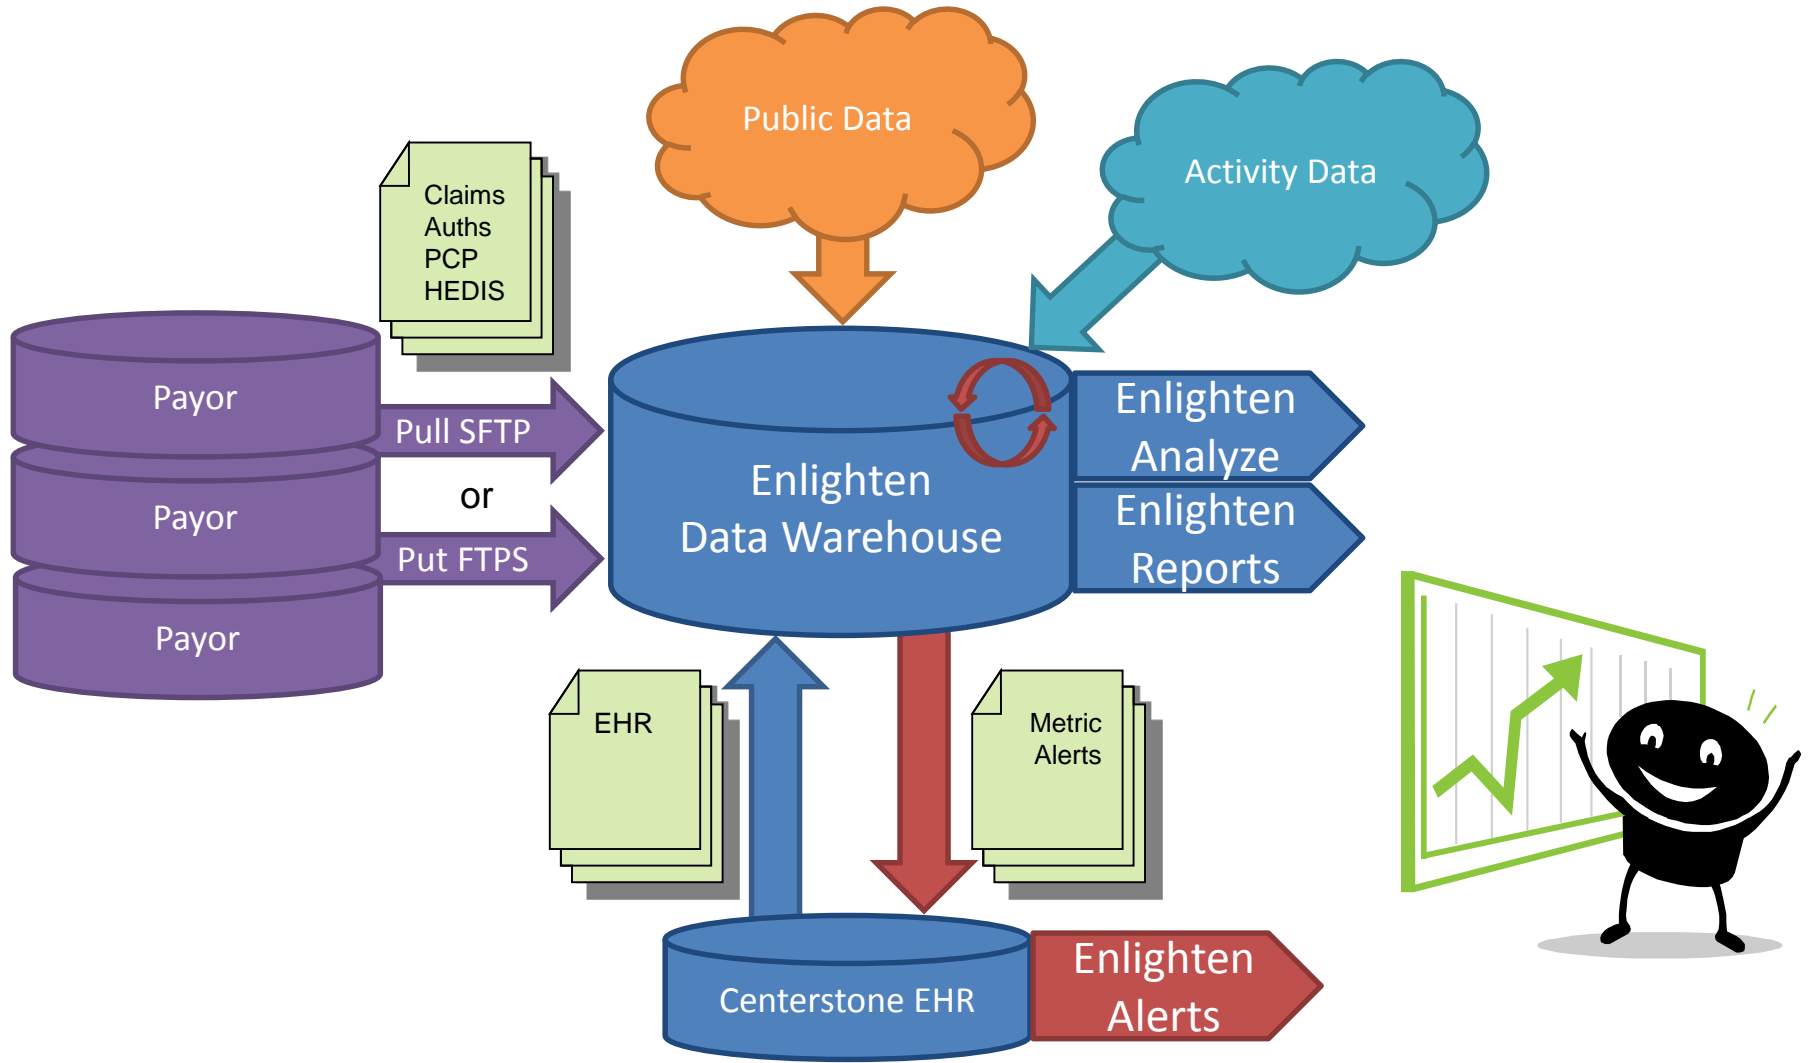 Public Data
Activity Data
Claims
Auths
PCP
HEDIS
Payor
Pull SFTP
or
Payor
Put FTPS
Payor
Enlighten
Data Warehouse
Enlighten
Analyze
Enlighten
Reports
EHR
Metric
Alerts
Centerstone EHR
Enlighten
Alerts